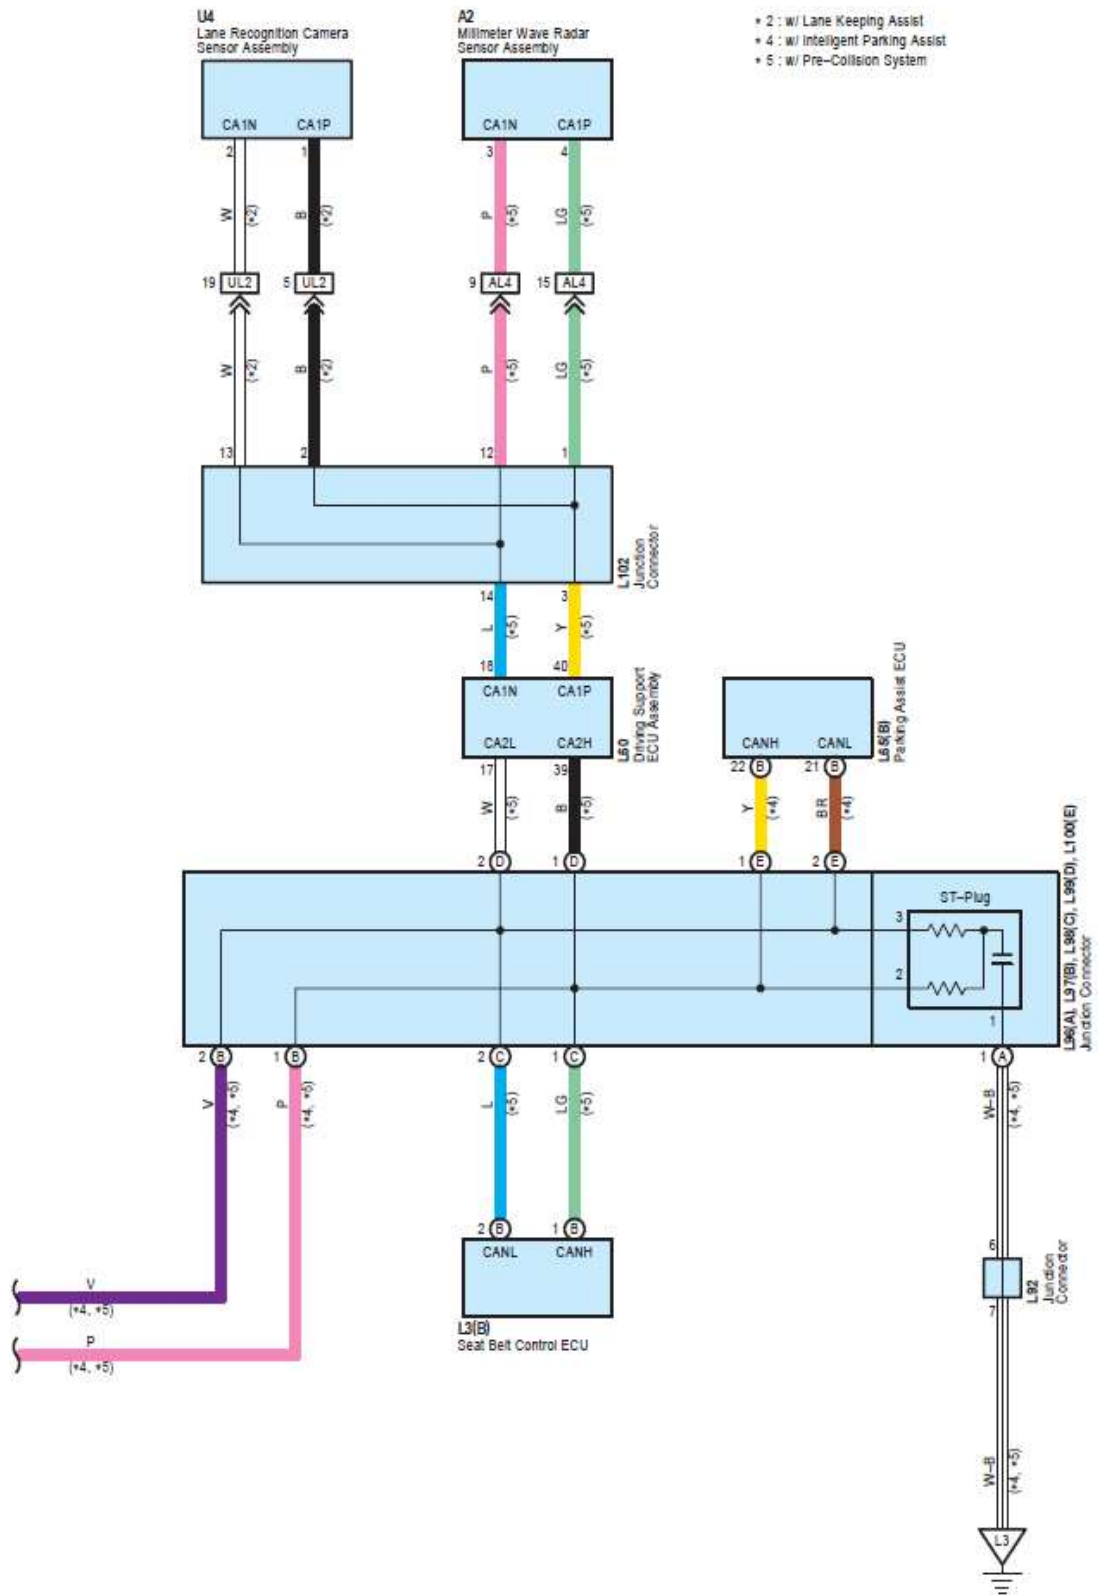 U4
Lane Recognition Camera
Sensor Assembly
A2
Millmeter Wave Radar
Sensor Assembly
* 2 : w/ Lane Keeping Assist
* 4 : w/ Intelligent Parking Assist
* 5 : w/ Pre-Collision System
CA1N CA1P
CA1N CA1P
2 1 3 4
W (*2) B (*2) P (*5) LG (*5)
19 UL2 5 UL2 9 AL4 15 AL4
W (*2) B (*2) P (*5) LG (*5)
13 2 12 1
L102
Junction
Connector
14 3
L (*5) Y (*5)
16 40
CA1N CA1P
CA2L CA2H
L60
Driving Support
ECU Assembly
CANH CANL
L65(B)
Parking Assist ECU
17 39 22 B 21 B
W (*5) B (*5) Y (*4) BR (*4)
2 D 1 D 1 E 2 E
ST-Plug
3
2
1
L96(A), L97(B), L98(C), L99(D), L100(E)
Junction Connector
2 B 1 B 2 C 1 C 1 A
V (*4, *5) P (*4, *5) L (*5) LG (*5) W-B (*4, *5)
2 B 1 B
CANL CANH
L3(B)
Seat Belt Control ECU
V
(*4, *5)
P
(*4, *5)
6
7
L92
Junction
Connector
W-B (*4, *5)
L3